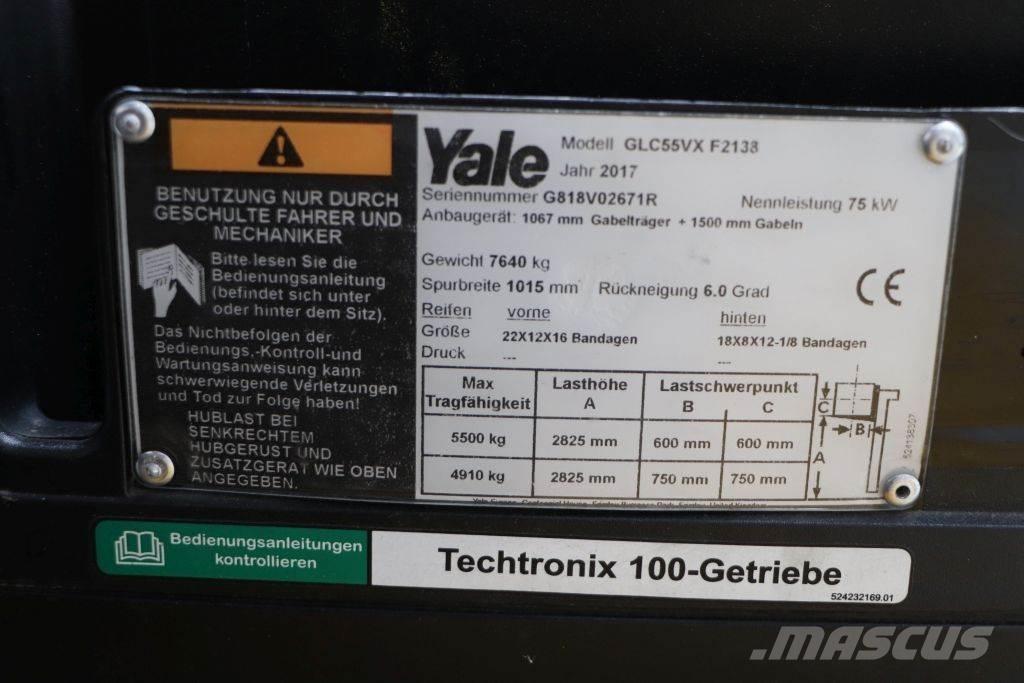 BENUTZUNG NUR DURCH
GESCHULTE FAHRER UND
MECHANIKER
Bitte lesen Sie die
Bedienungsanleitung
(befindet sich unter
oder hinter dem Sitz).
Das Nichtbefolgen der
Bedienungs,-Kontroll-und
Wartungsanweisung kann
schwerwiegende Verletzungen
und Tod zur Folge haben!
HUBLAST BEI
SENKRECHTEM
HUBGERUST UND
ZUSATZGERAT WIE OBEN
ANGEGEBEN.
Yale
Modell GLC55VX F2138
Jahr 2017
Seriennummer G818V02671R Nennleistung 75 kW
Anbaugerät: 1067 mm Gabelträger + 1500 mm Gabeln
Gewicht 7640 kg
Spurbreite 1015 mm Rückneigung 6.0 Grad
CE
Reifen vorne hinten
Größe 22X12X16 Bandagen 18X8X12-1/8 Bandagen
Druck --- ---
Max Tragfähigkeit Lasthöhe A Lastschwerpunkt B C
5500 kg 2825 mm 600 mm 600 mm
4910 kg 2825 mm 750 mm 750 mm
C
B
A
524138307
Bedienungsanleitungen
kontrollieren
Techtronix 100-Getriebe
524232169.01
.MASCUS